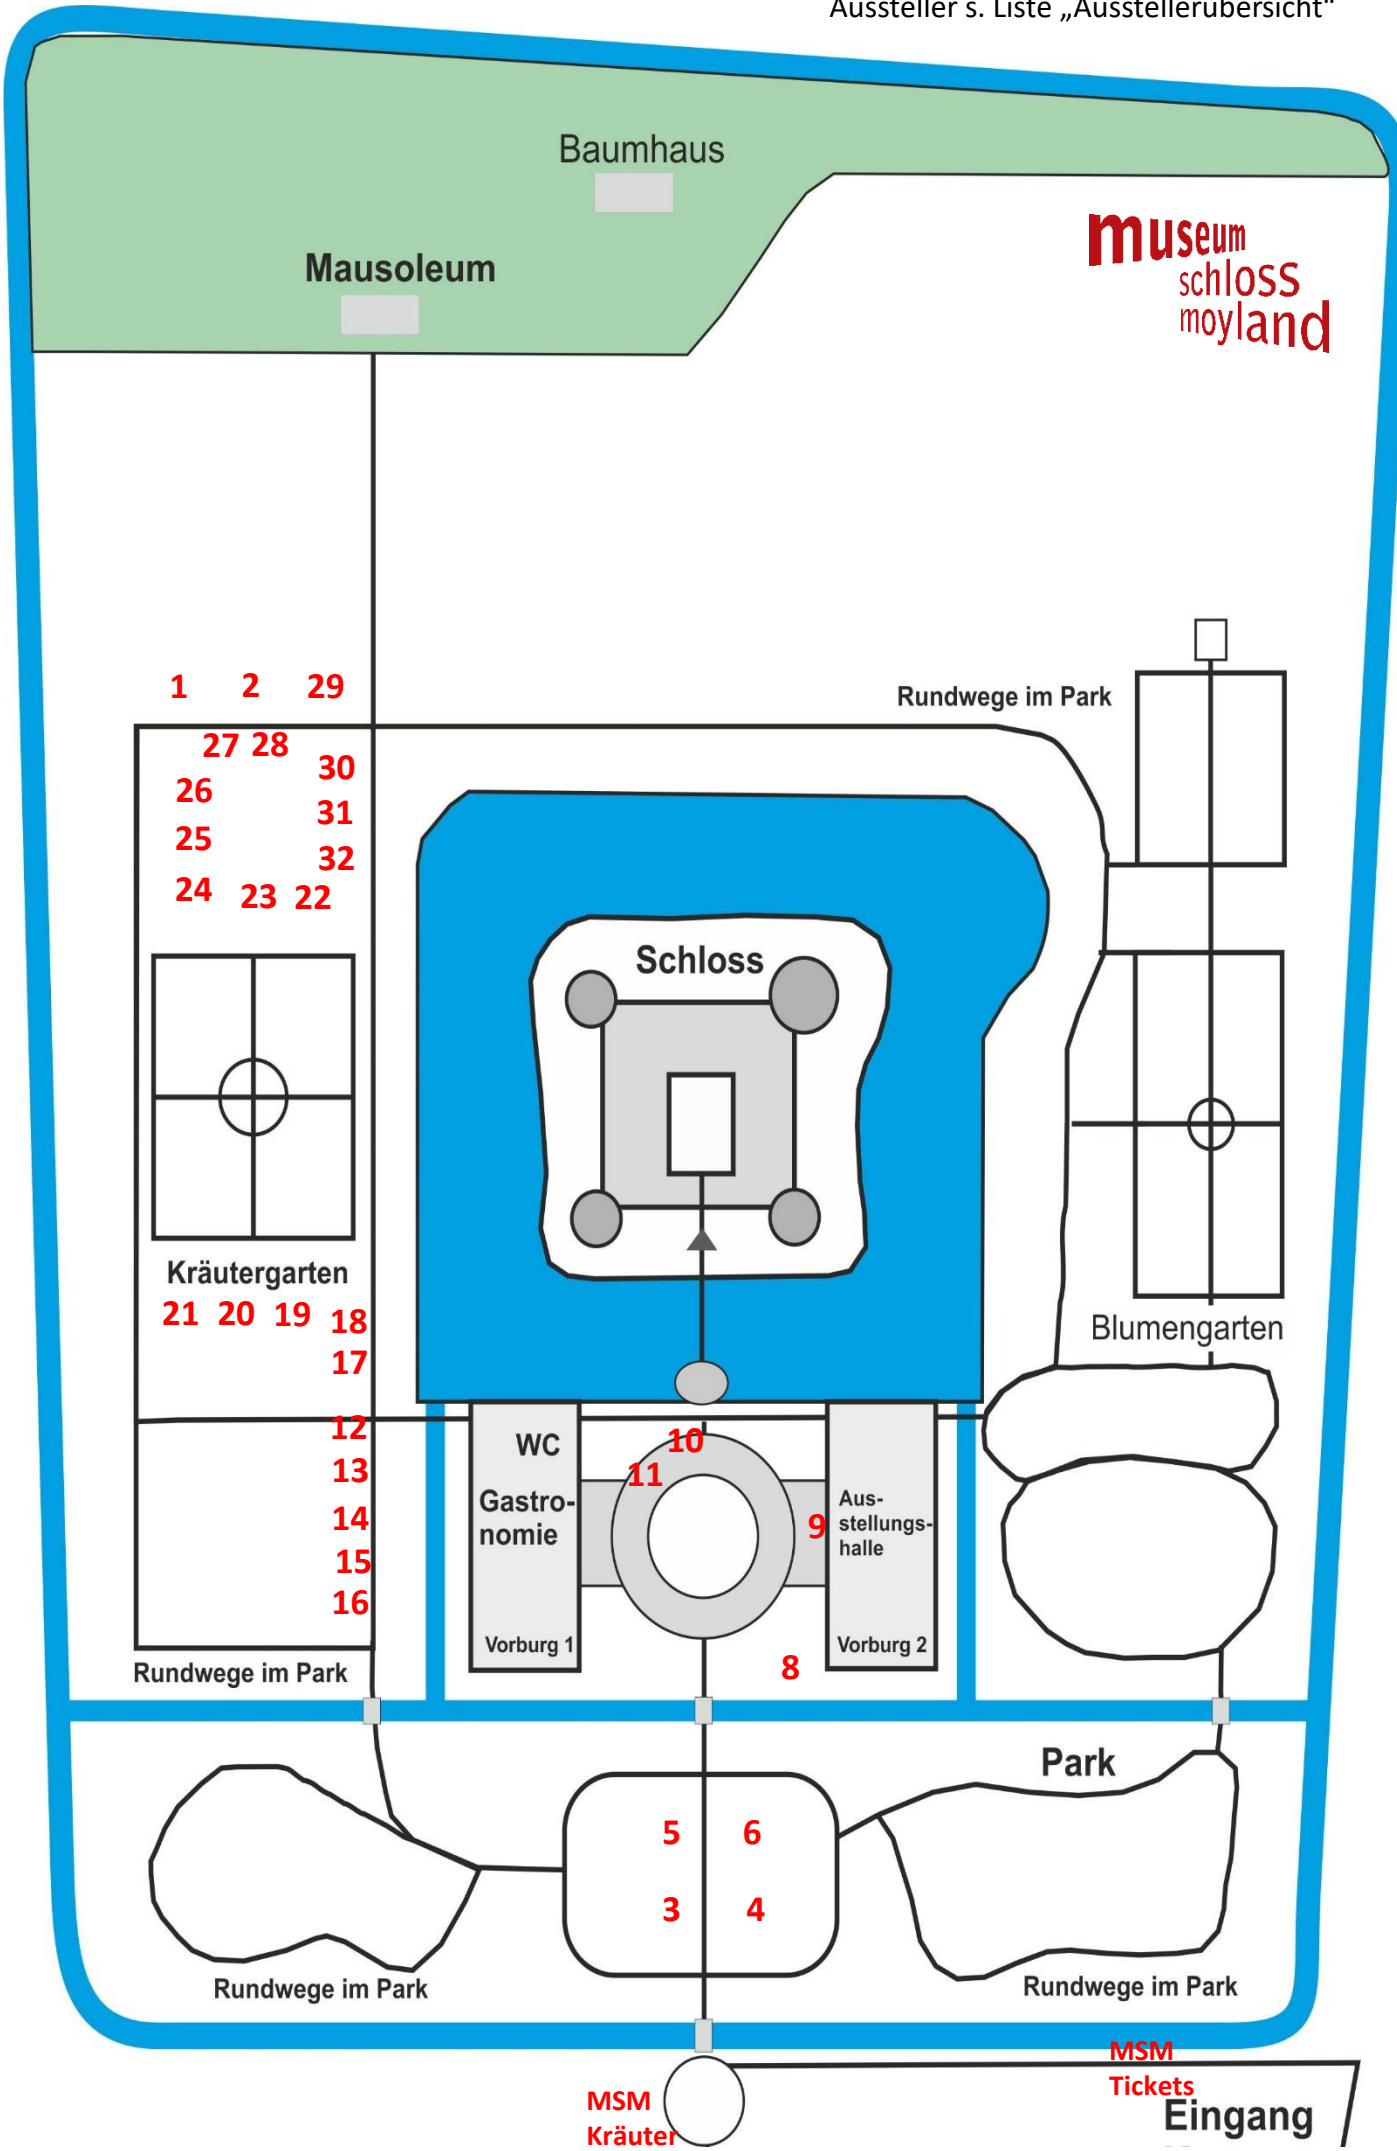 Aussteller s. Liste „Ausstellerübersicht"
Baumhaus
Mausoleum
museum
schloss
moyland
1 2 29
Rundwege im Park
27 28
30
26
31
25
32
24 23 22
Schloss
Kräutergarten
21 20 19 18
17
Blumengarten
12
13
14
15
16
WC
Gastro-
nomie
Vorburg 1
10
11
9
Aus-
stellungs-
halle
Vorburg 2
8
Rundwege im Park
Park
5 6
3 4
Rundwege im Park
Rundwege im Park
MSM
Tickets
Eingang
MSM
Kräuter